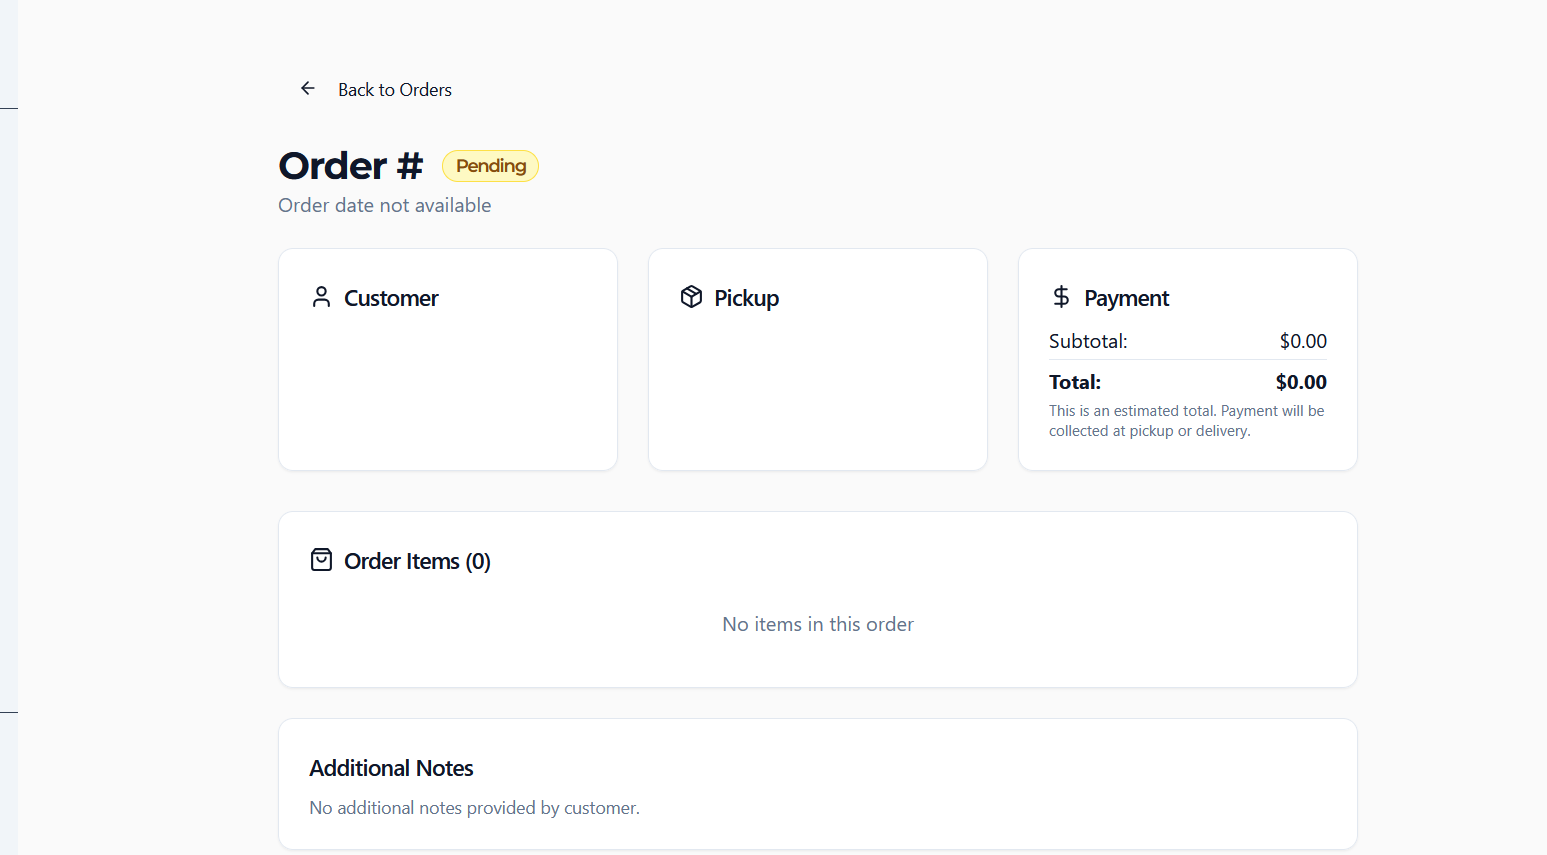 Back to Orders
Order # Pending
Order date not available
Customer
Pickup
Payment
Subtotal: $0.00
Total: $0.00
This is an estimated total. Payment will be
collected at pickup or delivery.
Order Items (0)
No items in this order
Additional Notes
No additional notes provided by customer.